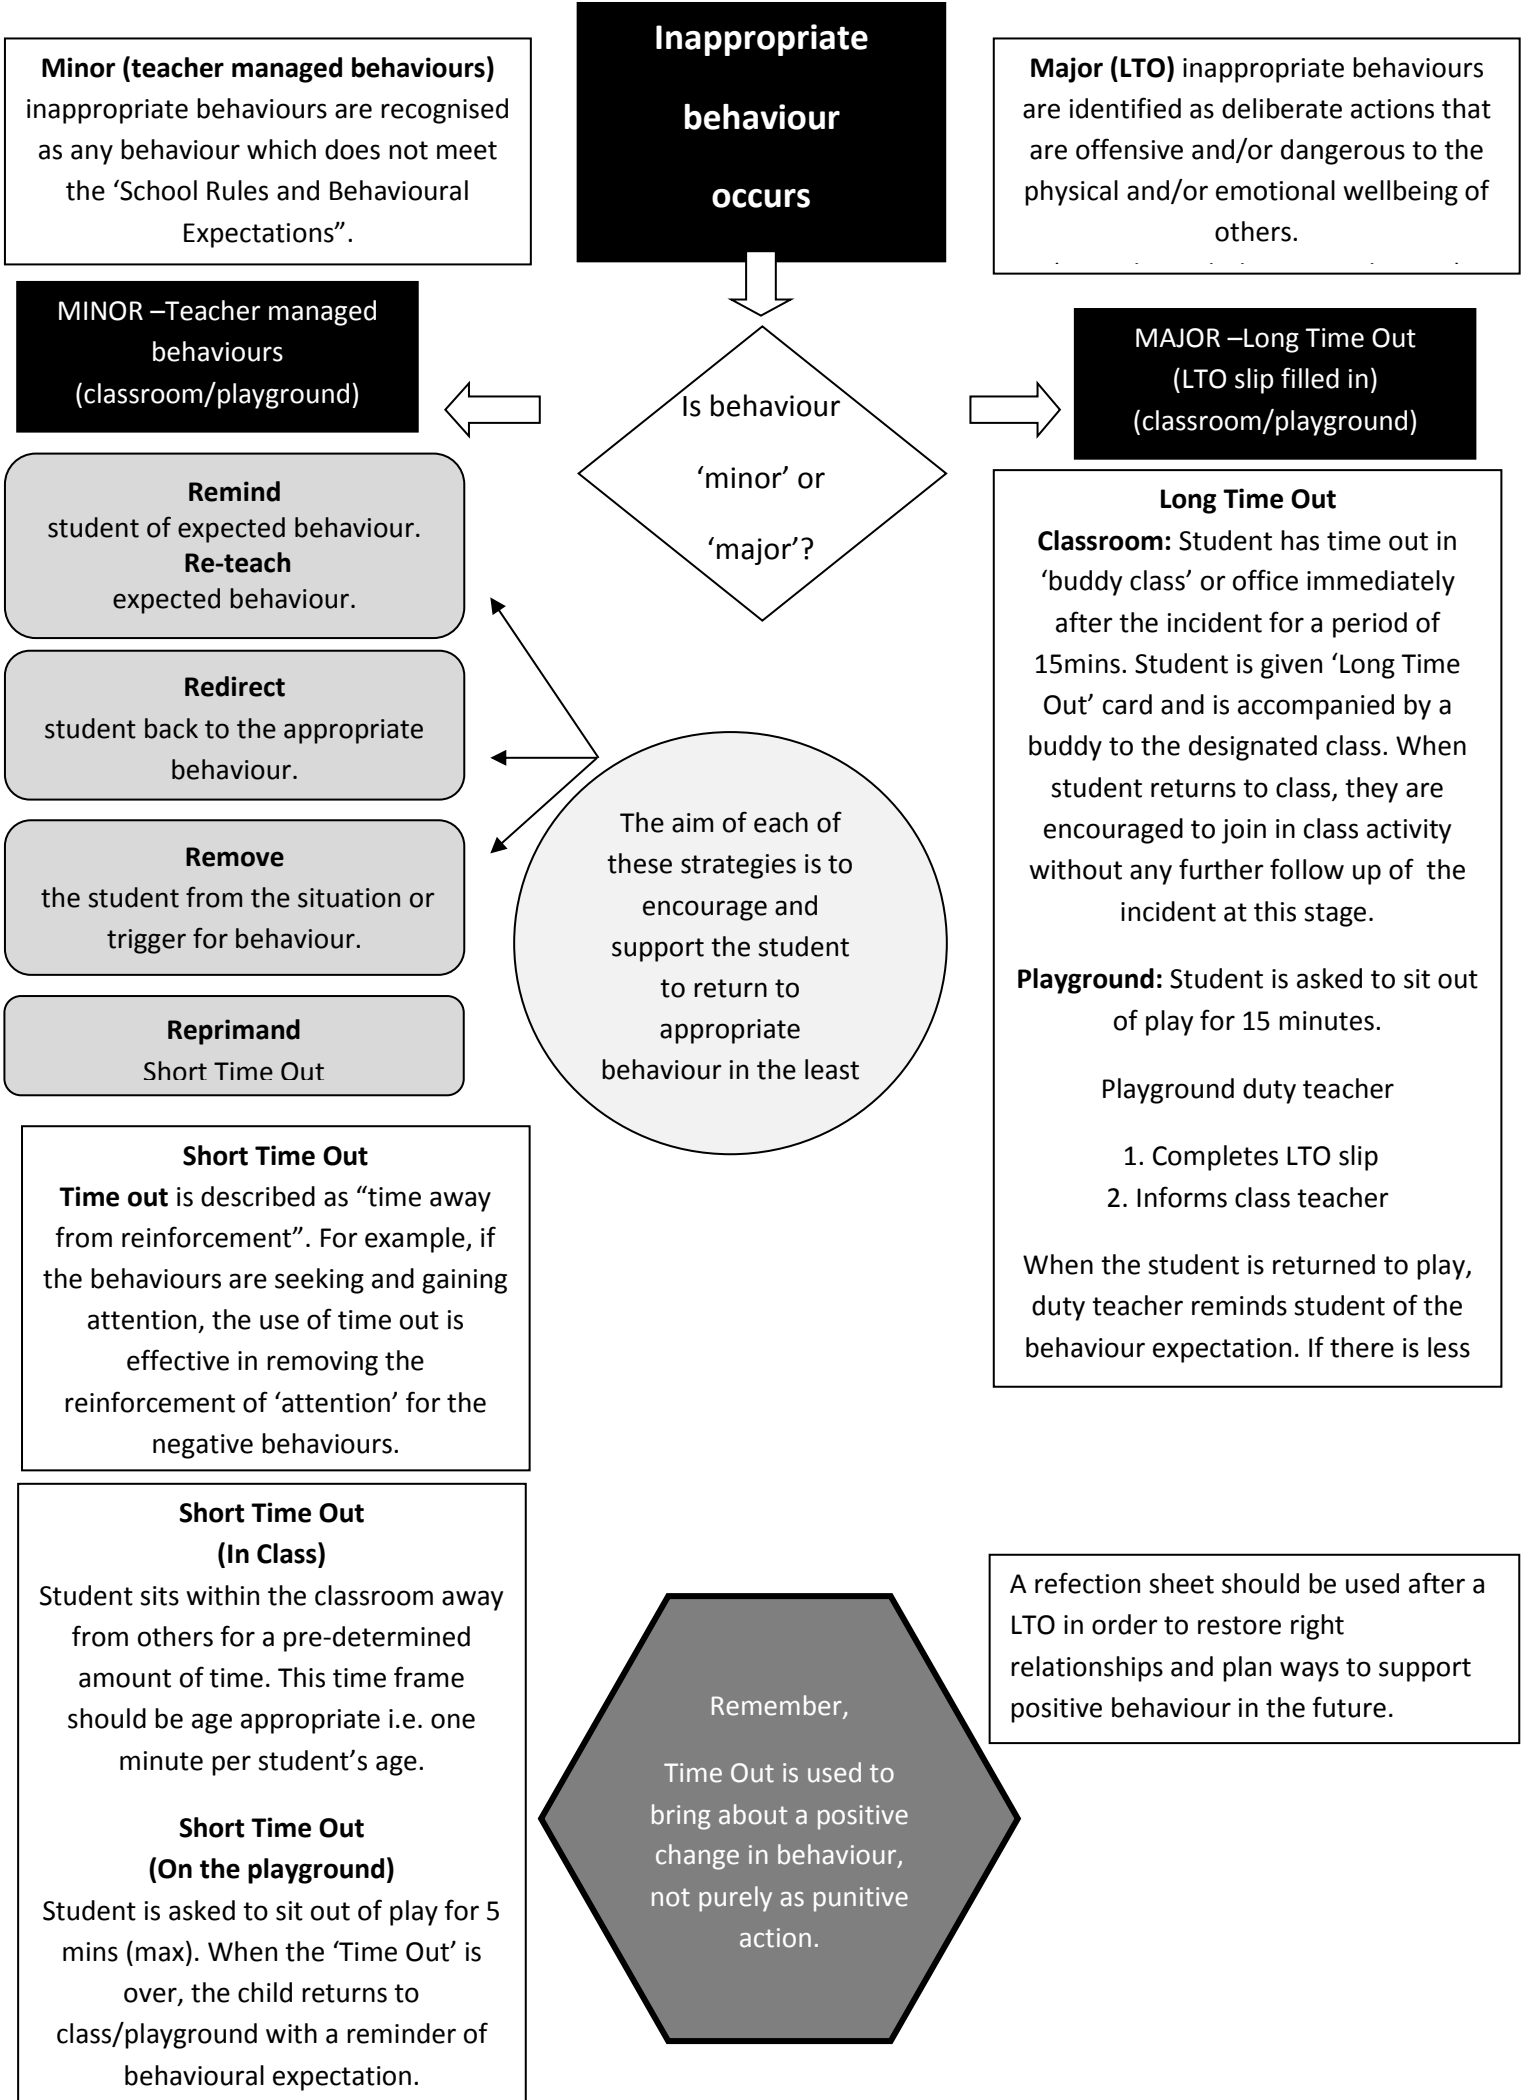 Inappropriate
behaviour
occurs
Minor (teacher managed behaviours)
inappropriate behaviours are recognised
as any behaviour which does not meet
the ‘School Rules and Behavioural
Expectations”.
Major (LTO) inappropriate behaviours
are identified as deliberate actions that
are offensive and/or dangerous to the
physical and/or emotional wellbeing of
others.
MINOR –Teacher managed
behaviours
(classroom/playground)
Is behaviour
‘minor’ or
‘major’?
MAJOR –Long Time Out
(LTO slip filled in)
(classroom/playground)
Remind
student of expected behaviour.
Re-teach
expected behaviour.
Redirect
student back to the appropriate
behaviour.
Remove
the student from the situation or
trigger for behaviour.
Reprimand
Short Time Out
The aim of each of
these strategies is to
encourage and
support the student
to return to
appropriate
behaviour in the least
Long Time Out
Classroom: Student has time out in
‘buddy class’ or office immediately
after the incident for a period of
15mins. Student is given ‘Long Time
Out’ card and is accompanied by a
buddy to the designated class. When
student returns to class, they are
encouraged to join in class activity
without any further follow up of the
incident at this stage.
Playground: Student is asked to sit out
of play for 15 minutes.
Playground duty teacher
1. Completes LTO slip
2. Informs class teacher
When the student is returned to play,
duty teacher reminds student of the
behaviour expectation. If there is less
Short Time Out
Time out is described as “time away
from reinforcement”. For example, if
the behaviours are seeking and gaining
attention, the use of time out is
effective in removing the
reinforcement of ‘attention’ for the
negative behaviours.
Short Time Out
(In Class)
Student sits within the classroom away
from others for a pre-determined
amount of time. This time frame
should be age appropriate i.e. one
minute per student’s age.
Short Time Out
(On the playground)
Student is asked to sit out of play for 5
mins (max). When the ‘Time Out’ is
over, the child returns to
class/playground with a reminder of
behavioural expectation.
Remember,
Time Out is used to
bring about a positive
change in behaviour,
not purely as punitive
action.
A refection sheet should be used after a
LTO in order to restore right
relationships and plan ways to support
positive behaviour in the future.